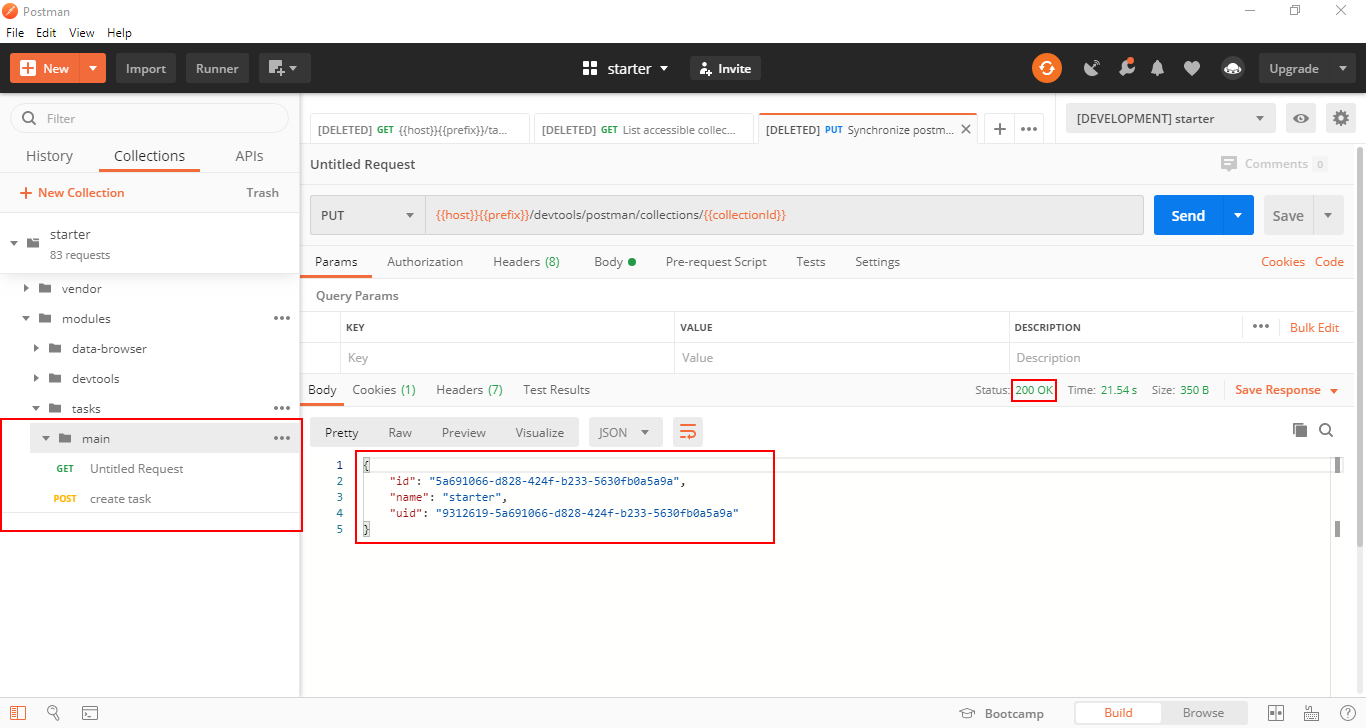 Postman
File Edit View Help
New Import Runner starter Invite Upgrade
Filter
History Collections APIs
New Collection Trash
starter
83 requests
vendor
modules
data-browser
devtools
tasks
main
GET Untitled Request
POST create task
[DELETED] GET {{host}}{{prefix}}/ta... [DELETED] GET List accessible collec... [DELETED] PUT Synchronize postm...
[DEVELOPMENT] starter
Untitled Request Comments 0
PUT {{host}}{{prefix}}/devtools/postman/collections/{{collectionId}} Send Save
Params Authorization Headers (8) Body Pre-request Script Tests Settings Cookies Code
Query Params
KEY VALUE DESCRIPTION Bulk Edit
Key Value Description
Body Cookies (1) Headers (7) Test Results Status: 200 OK Time: 21.54 s Size: 350 B Save Response
Pretty Raw Preview Visualize JSON
1 {
2 "id": "5a691066-d828-424f-b233-5630fb0a5a9a",
3 "name": "starter",
4 "uid": "9312619-5a691066-d828-424f-b233-5630fb0a5a9a"
5 }
Bootcamp Build Browse